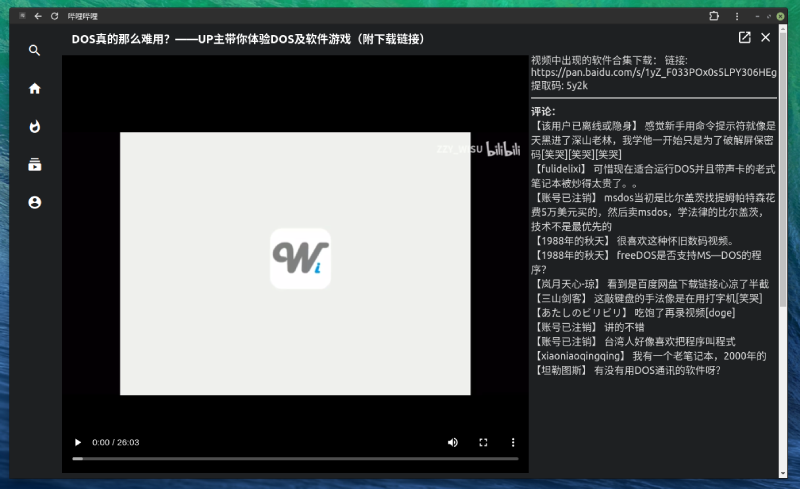 哔哩哔哩
DOS真的那么难用？——UP主带你体验DOS及软件游戏（附下载链接）
bilibili
Wi
0:00 / 26:03
视频中出现的软件合集下载： 链接:
https://pan.baidu.com/s/1yZ_F033POx0s5LPY306HEg
提取码: 5y2k
评论：
【该用户已离线或隐身】 感觉新手用命令提示符就像是
天黑进了深山老林，我学他一开始只是为了破解屏保密
码[笑哭][笑哭][笑哭]
【fulidelixi】 可惜现在适合运行DOS并且带声卡的老式
笔记本被炒得太贵了。。
【账号已注销】 msdos当初是比尔盖茨找提姆帕特森花
费5万美元买的，然后卖msdos，学法律的比尔盖茨，
技术不是最优先的
【1988年的秋天】 很喜欢这种怀旧数码视频。
【1988年的秋天】 freeDOS是否支持MS—DOS的程
序？
【岚月天心-琼】 看到是百度网盘下载链接心凉了半截
【三山剑客】 这敲键盘的手法像是在用打字机[笑哭]
【あたしのビリビリ】 吃饱了再录视频[doge]
【账号已注销】 讲的不错
【账号已注销】 台湾人好像喜欢把程序叫程式
【xiaoniaoqingqing】 我有一个老笔记本，2000年的
【坦勒图斯】 有没有用DOS通讯的软件呀？